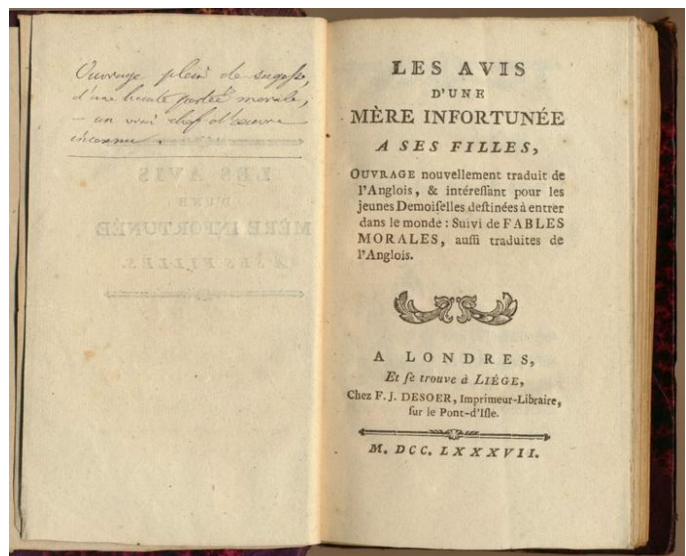 Ouvrage plein de sagesse,
d'une haute portée morale,
– un vrai chef d'oeuvre
inconnu.
LES AVIS
D'UNE
MÈRE INFORTUNÉE
A SES FILLES,
OUVRAGE nouvellement traduit de
l'Anglois, & intéreſſant pour les
jeunes Demoiſelles deſtinées à entrer
dans le monde : Suivi de FABLES
MORALES, auſſi traduites de
l'Anglois.
A LONDRES,
Et ſe trouve à LIÉGE,
Chez F. J. DESOER, Imprimeur-Libraire,
ſur le Pont-d'Iſle.
M. DCC. LXXXVII.